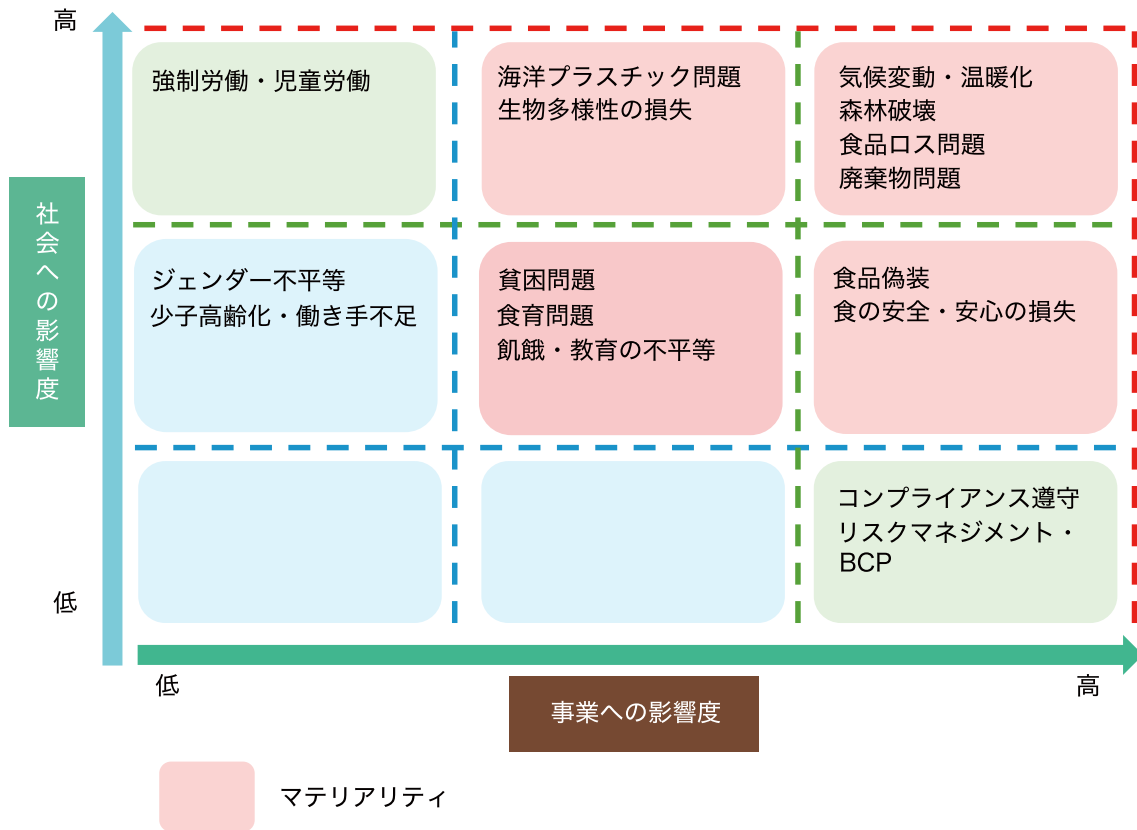 高
社会への影響度
低
強制労働・児童労働
海洋プラスチック問題
生物多様性の損失
気候変動・温暖化
森林破壊
食品ロス問題
廃棄物問題
ジェンダー不平等
少子高齢化・働き手不足
貧困問題
食育問題
飢餓・教育の不平等
食品偽装
食の安全・安心の損失
コンプライアンス遵守
リスクマネジメント・
BCP
低
高
事業への影響度
マテリアリティ